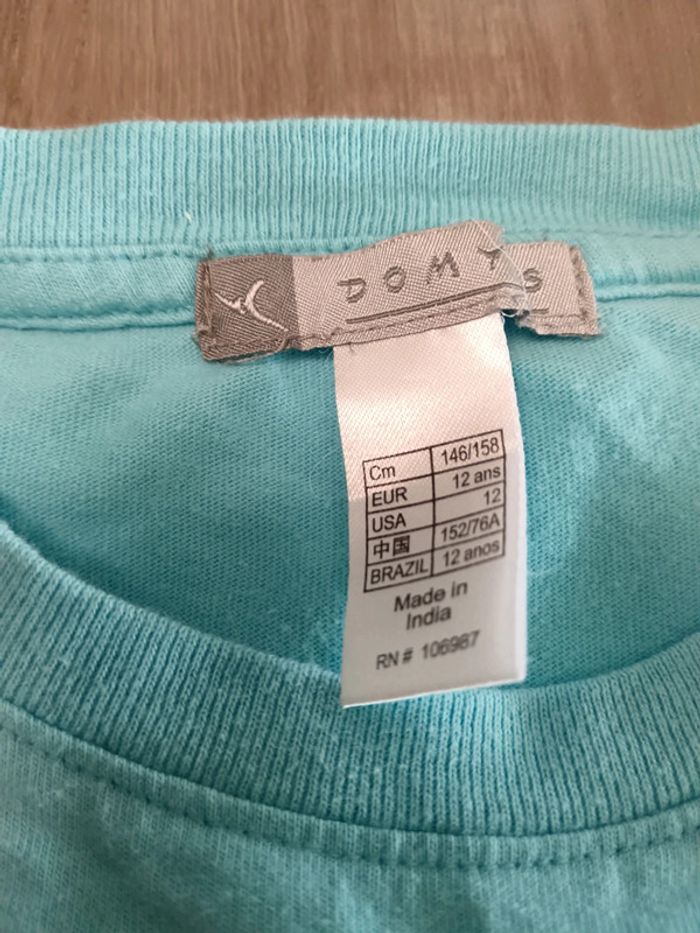 DOMYOS
Cm 146/158
EUR 12 ans
USA 12
中国 152/76A
BRAZIL 12 anos
Made in
India
RN # 106987